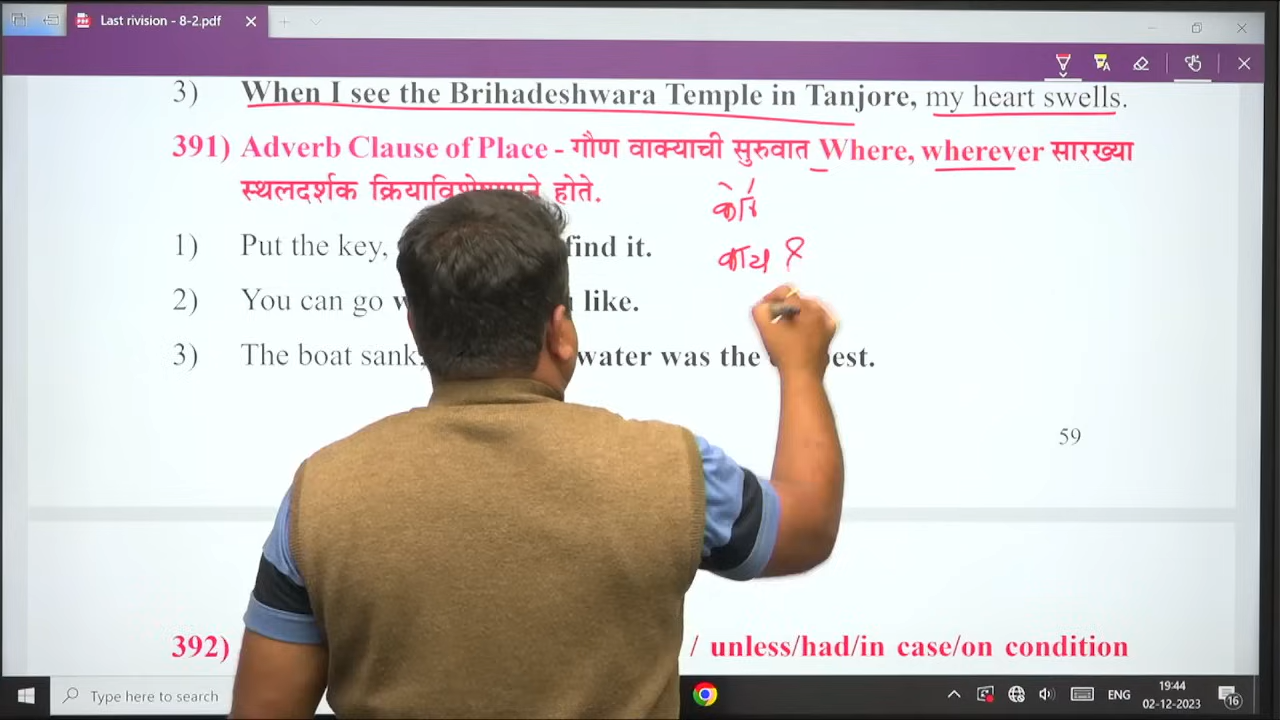 Last rivision - 8-2.pdf
3) When I see the Brihadeshwara Temple in Tanjore, my heart swells.
391) Adverb Clause of Place - गौण वाक्याची सुरुवात Where, wherever सारख्या
स्थलदर्शक होते.
1) Put the key, find it.
काय ?
2) You can go like.
3) The boat sank, water was the
59
392) / unless/had/in case/on condition
Type here to search
ENG
19:44
02-12-2023
16